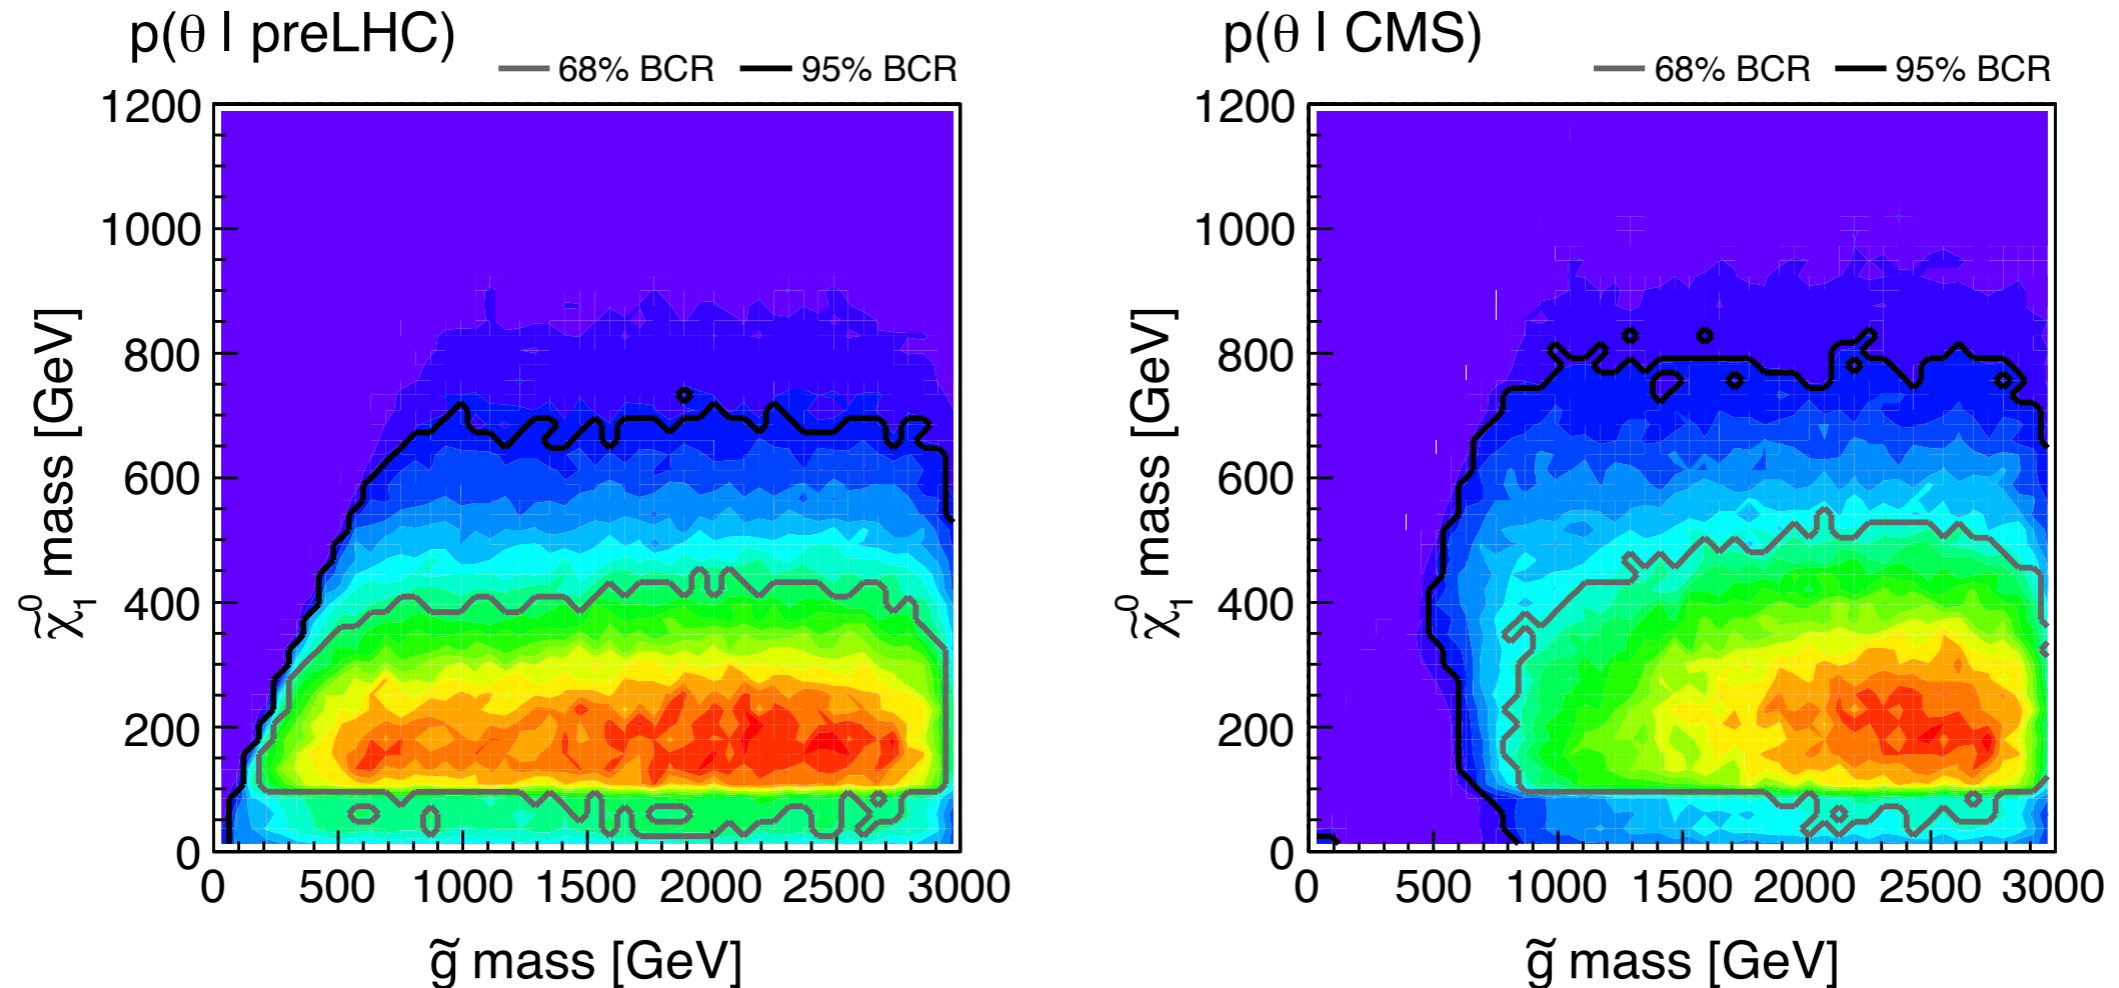 p(θ | preLHC)
68% BCR 95% BCR
1200
1000
800
600
400
200
0
χ̃⁰₁ mass [GeV]
0 500 1000 1500 2000 2500 3000
g̃ mass [GeV]
p(θ | CMS)
68% BCR 95% BCR
1200
1000
800
600
400
200
0
χ̃⁰₁ mass [GeV]
0 500 1000 1500 2000 2500 3000
g̃ mass [GeV]